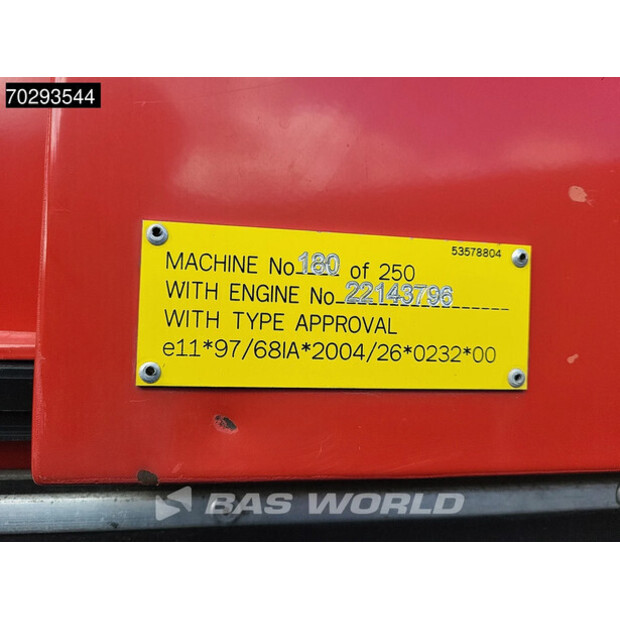 70293544
53578804
MACHINE No 180 of 250
WITH ENGINE No 22143796
WITH TYPE APPROVAL
e11*97/68IA*2004/26*0232*00
BAS WORLD